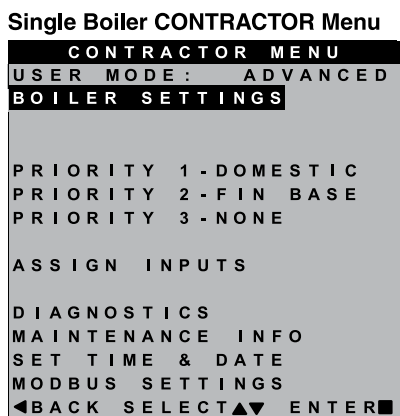 Single Boiler CONTRACTOR Menu
CONTRACTOR MENU
USER MODE: ADVANCED
BOILER SETTINGS
PRIORITY 1-DOMESTIC
PRIORITY 2-FIN BASE
PRIORITY 3-NONE
ASSIGN INPUTS
DIAGNOSTICS
MAINTENANCE INFO
SET TIME & DATE
MODBUS SETTINGS
◀BACK SELECT▲▼ ENTER■